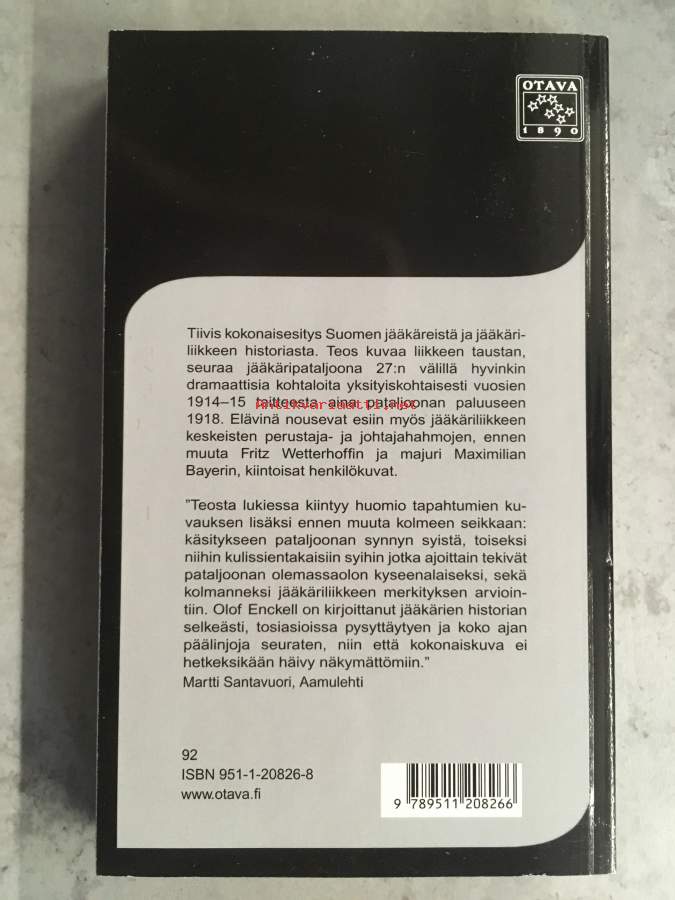 OTAVA
1890
Tiivis kokonaisesitys Suomen jääkäreistä ja jääkäri-
liikkeen historiasta. Teos kuvaa liikkeen taustan,
seuraa jääkäripataljoona 27:n välillä hyvinkin
dramaattisia kohtaloita yksityiskohtaisesti vuosien
1914–15 taitteesta aina pataljoonan paluuseen
Antikvariaatti.net
1918. Elävinä nousevat esiin myös jääkäriliikkeen
keskeisten perustaja- ja johtajahahmojen, ennen
muuta Fritz Wetterhoffin ja majuri Maximilian
Bayerin, kiintoisat henkilökuvat.
"Teosta lukiessa kiintyy huomio tapahtumien ku-
vauksen lisäksi ennen muuta kolmeen seikkaan:
käsitykseen pataljoonan synnyn syistä, toiseksi
niihin kulissientakaisiin syihin jotka ajoittain tekivät
pataljoonan olemassaolon kyseenalaiseksi, sekä
kolmanneksi jääkäriliikkeen merkityksen arvioin-
tiin. Olof Enckell on kirjoittanut jääkärien historian
selkeästi, tosiasioissa pysyttäytyen ja koko ajan
päälinjoja seuraten, niin että kokonaiskuva ei
hetkeksikään häivy näkymättömiin."
Martti Santavuori, Aamulehti
92
ISBN 951-1-20826-8
www.otava.fi
9 789511 208266